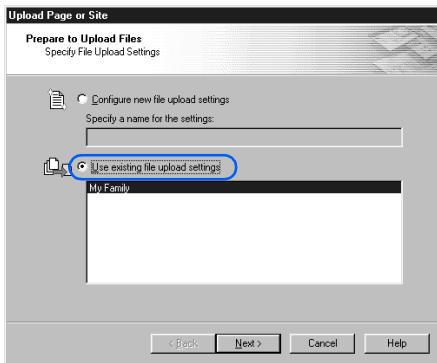 Upload Page or Site
Prepare to Upload Files
Specify File Upload Settings
Configure new file upload settings
Specify a name for the settings:
Use existing file upload settings
My Family
< Back
Next >
Cancel
Help